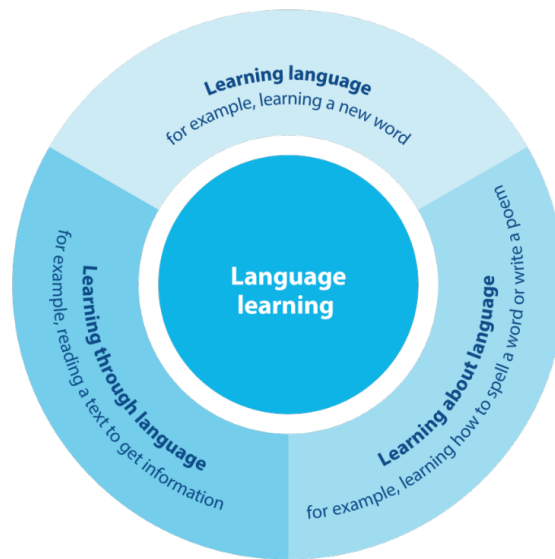 Learning language
for example, learning a new word
Language
learning
Learning through language
for example, reading a text to get information
Learning about language
for example, learning how to spell a word or write a poem